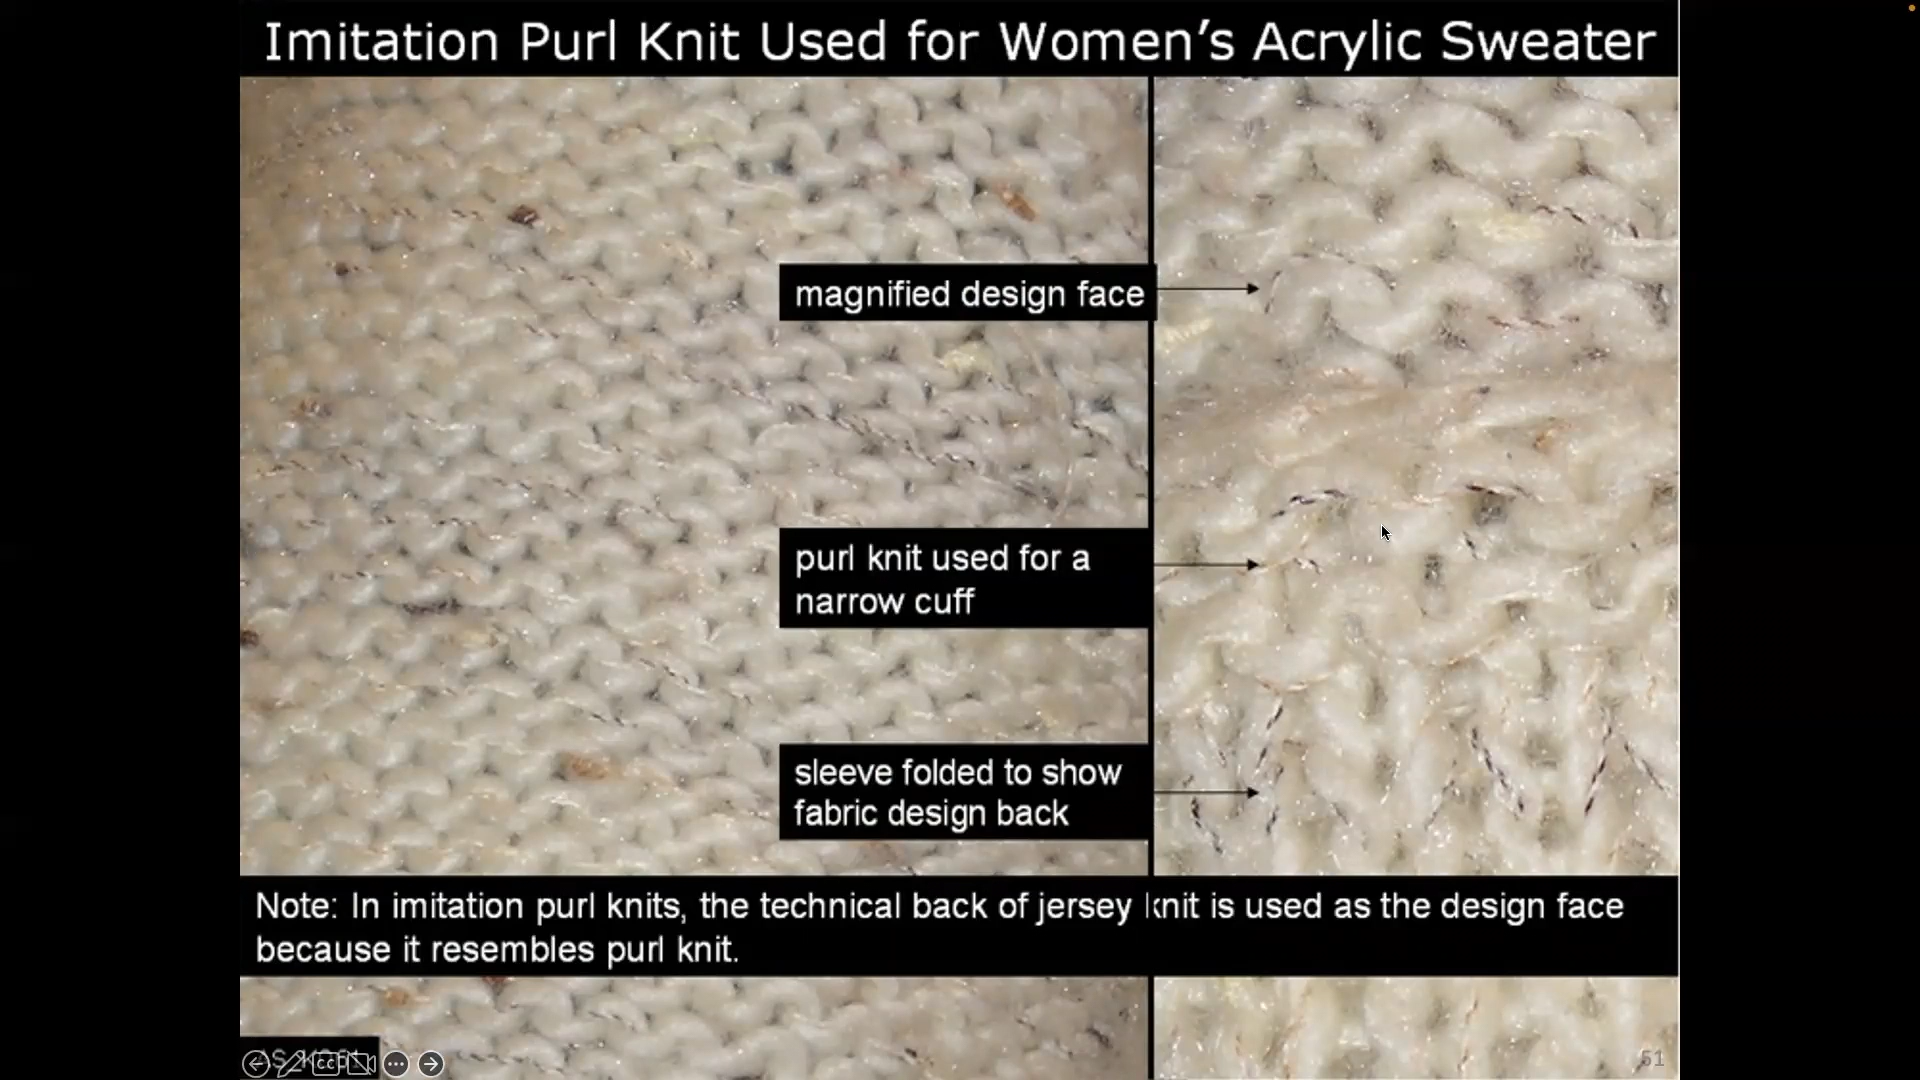 Imitation Purl Knit Used for Women's Acrylic Sweater
magnified design face
purl knit used for a
narrow cuff
sleeve folded to show
fabric design back
Note: In imitation purl knits, the technical back of jersey knit is used as the design face
because it resembles purl knit.
CC
51